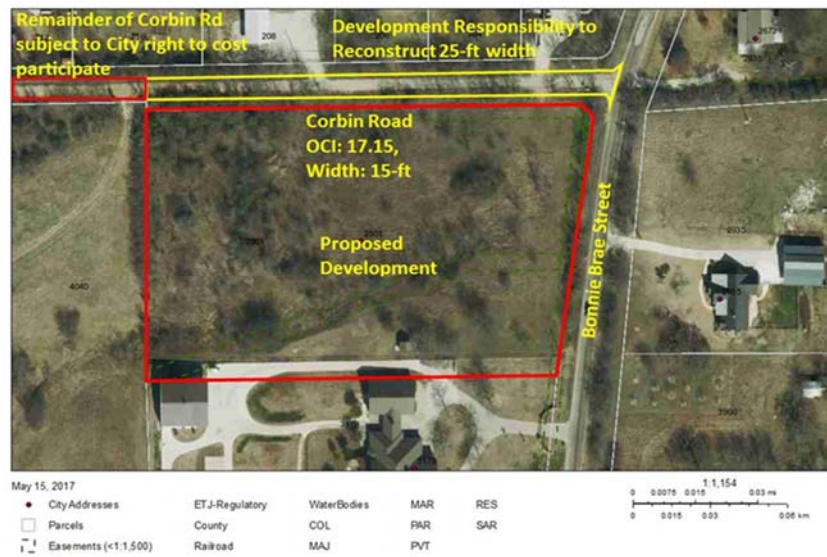 Remainder of Corbin Rd
subject to City right to cost
participate
Development Responsibility to
Reconstruct 25-ft width
208
Corbin Road
OCI: 17.15,
Width: 15-ft
Proposed
Development
Bonnie Brae Street
4040
May 15, 2017
1:1,154
City Addresses
Parcels
Easements (<1:1,500)
ETJ-Regulatory
County
Railroad
WaterBodies
COL
MAJ
MAR
PAR
PVT
RES
SAR
0 0.0075 0.015 0.03 mi
0 0.015 0.03 0.06 km